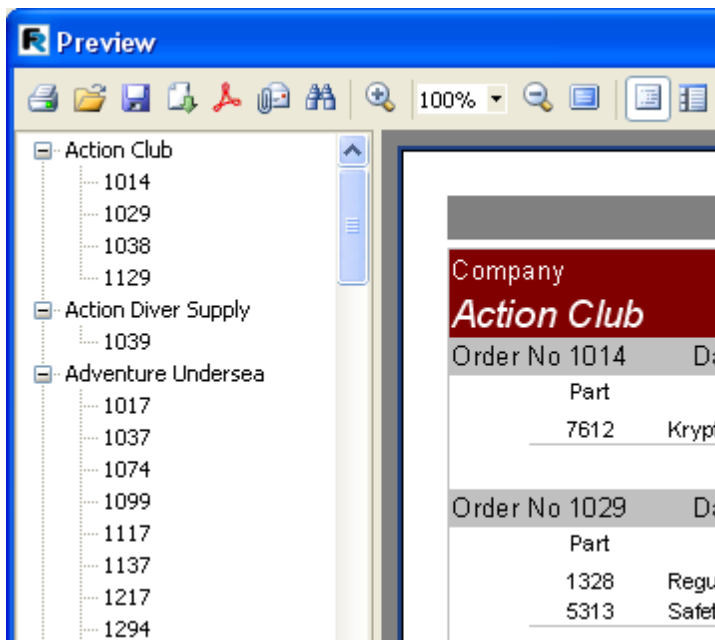 Preview
100%
Action Club
1014
1029
1038
1129
Action Diver Supply
1039
Adventure Undersea
1017
1037
1074
1099
1117
1137
1217
1294
Company
Action Club
Order No 1014
Part
7612
Order No 1029
Part
1328
5313